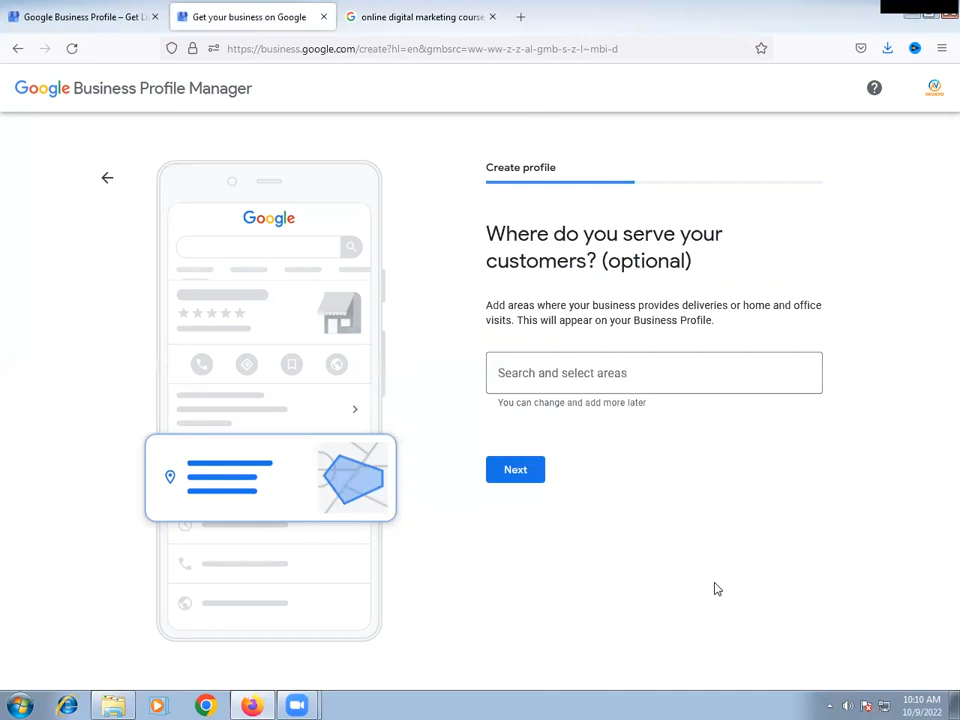 Google Business Profile – Get L
Get your business on Google
online digital marketing course
https://business.google.com/create?hl=en&gmbsrc=ww-ww-z-z-al-gmb-s-z-l~mbi-d
Google Business Profile Manager
INVATO
Create profile
Google
Where do you serve your
customers? (optional)
Add areas where your business provides deliveries or home and office
visits. This will appear on your Business Profile.
Search and select areas
You can change and add more later
Next
10:10 AM
10/9/2022